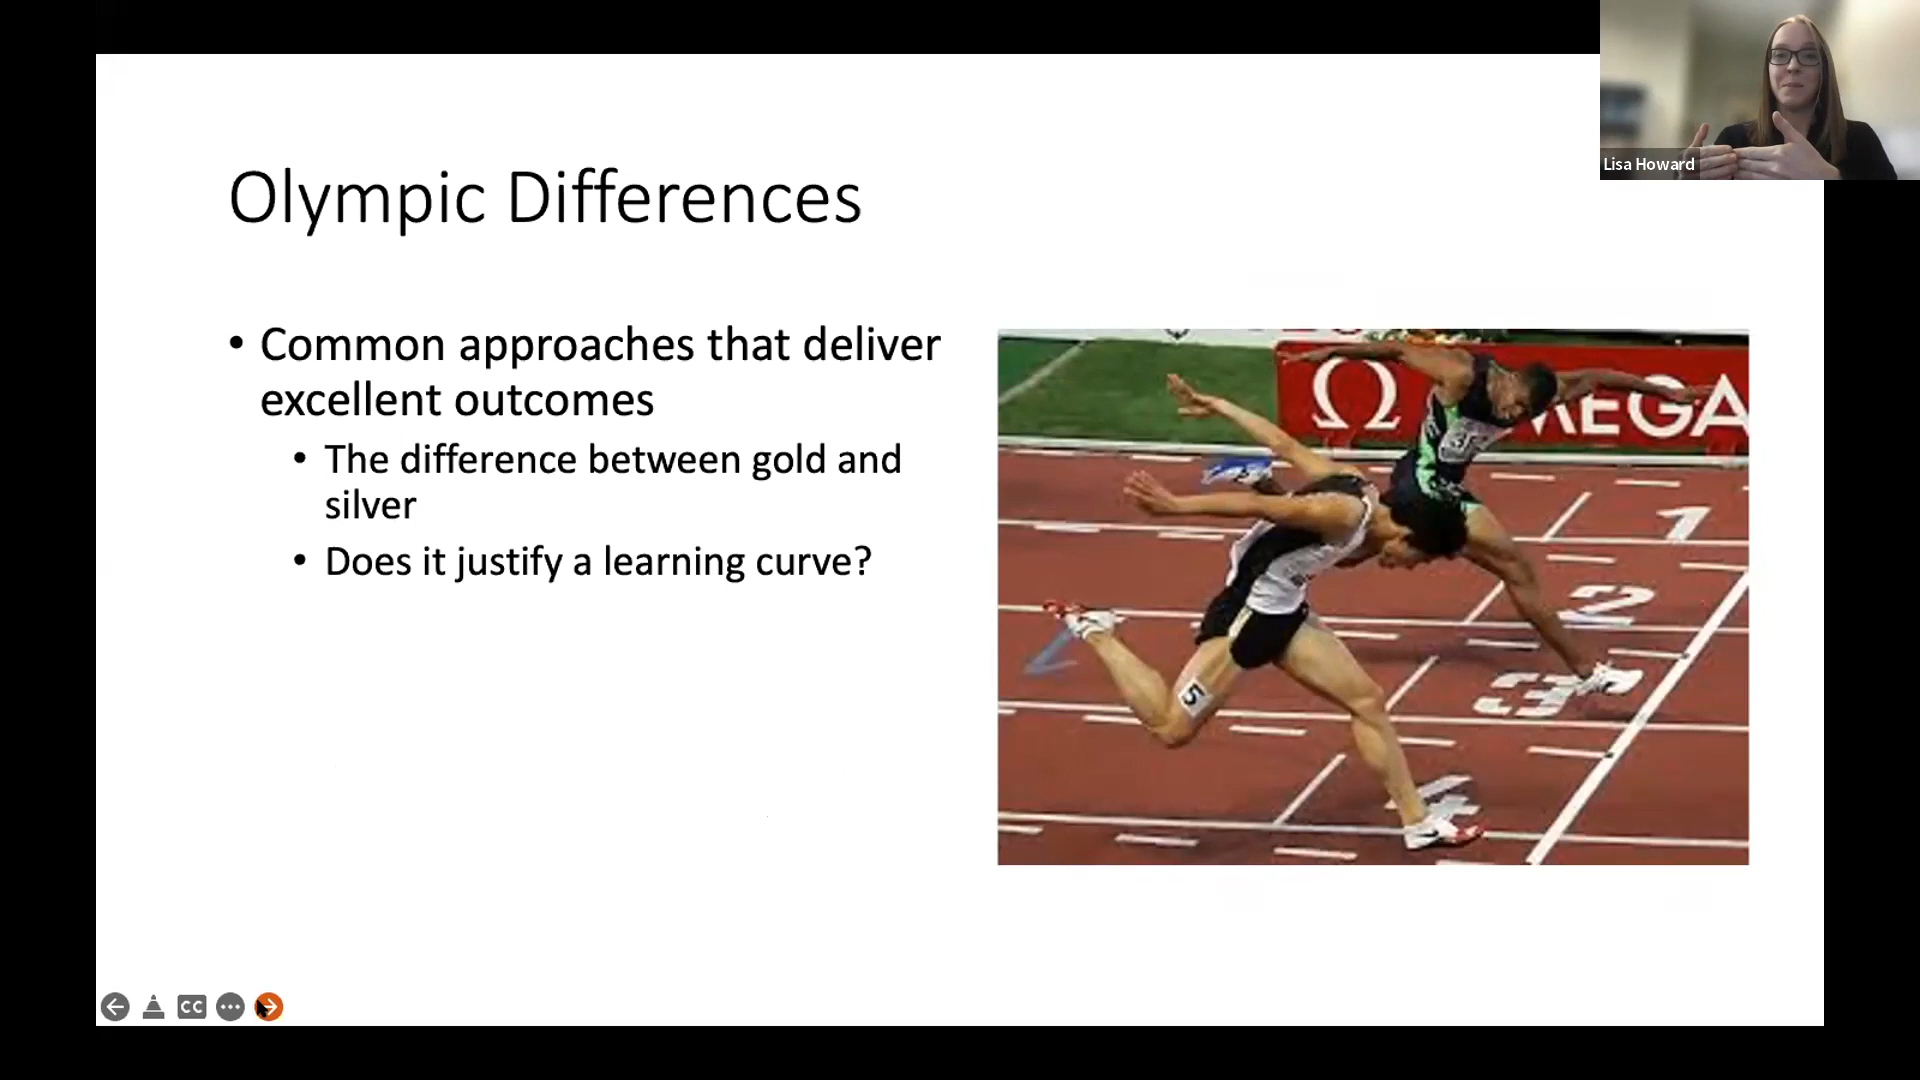 Lisa Howard
Olympic Differences
• Common approaches that deliver
excellent outcomes
• The difference between gold and
silver
• Does it justify a learning curve?
Ω OMEGA
1
2
3
4
5
CC